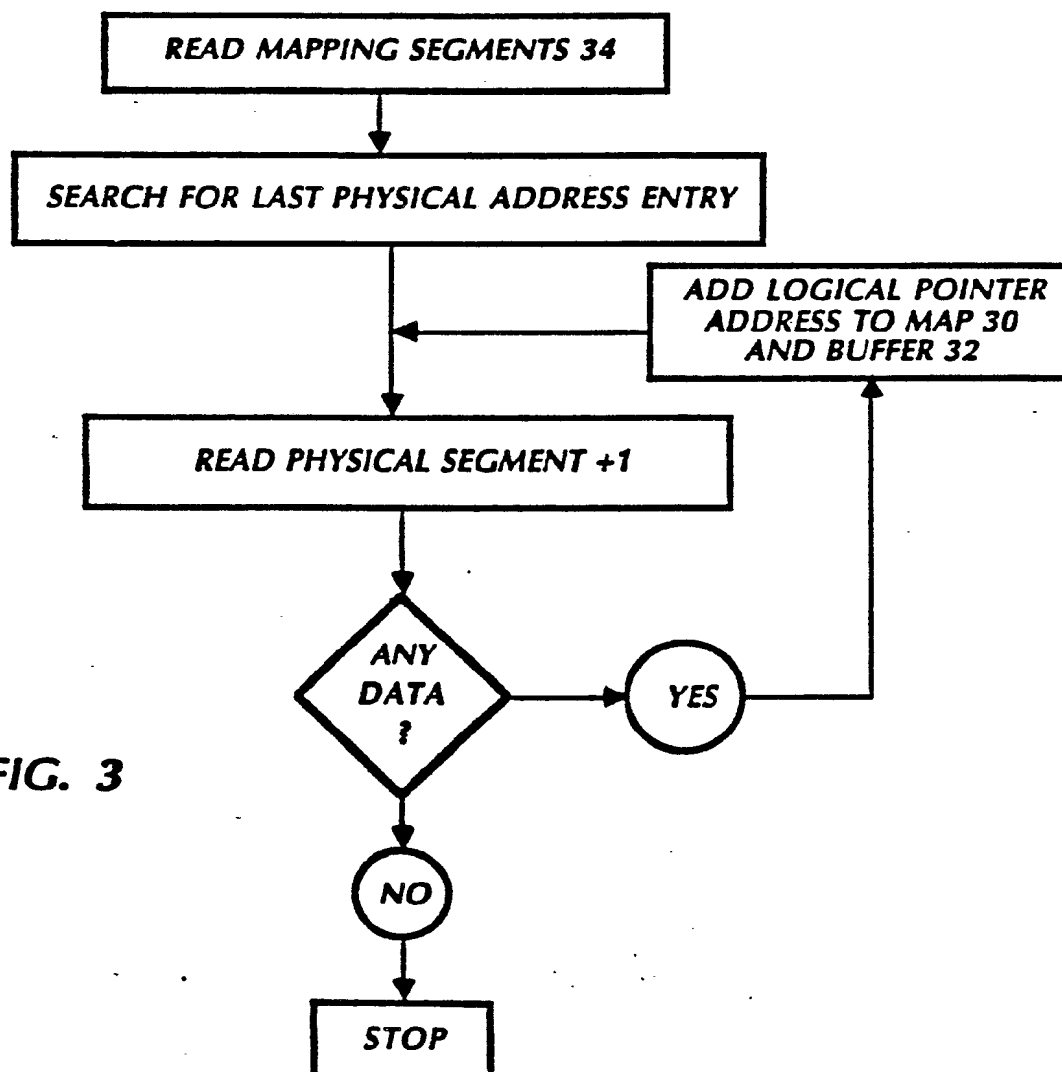 READ MAPPING SEGMENTS 34
SEARCH FOR LAST PHYSICAL ADDRESS ENTRY
ADD LOGICAL POINTER
ADDRESS TO MAP 30
AND BUFFER 32
READ PHYSICAL SEGMENT +1
ANY
DATA
?
YES
FIG. 3
NO
STOP